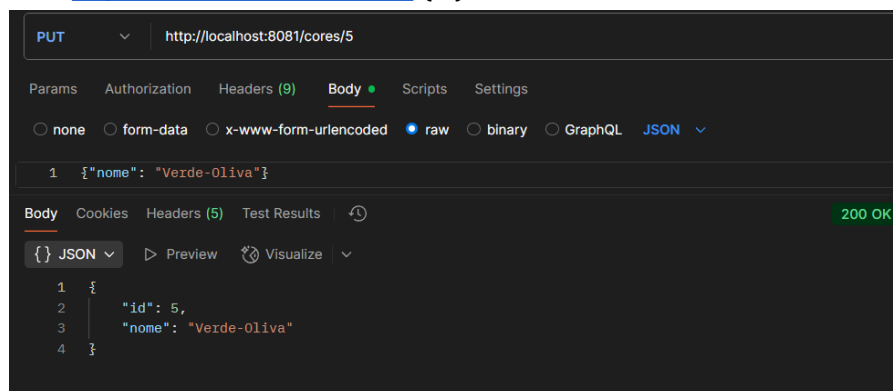 PUT http://localhost:8081/cores/5
Params Authorization Headers (9) Body Scripts Settings
none form-data x-www-form-urlencoded raw binary GraphQL JSON
1 {"nome": "Verde-Oliva"}
Body Cookies Headers (5) Test Results 200 OK
{} JSON Preview Visualize
1 {
2 "id": 5,
3 "nome": "Verde-Oliva"
4 }